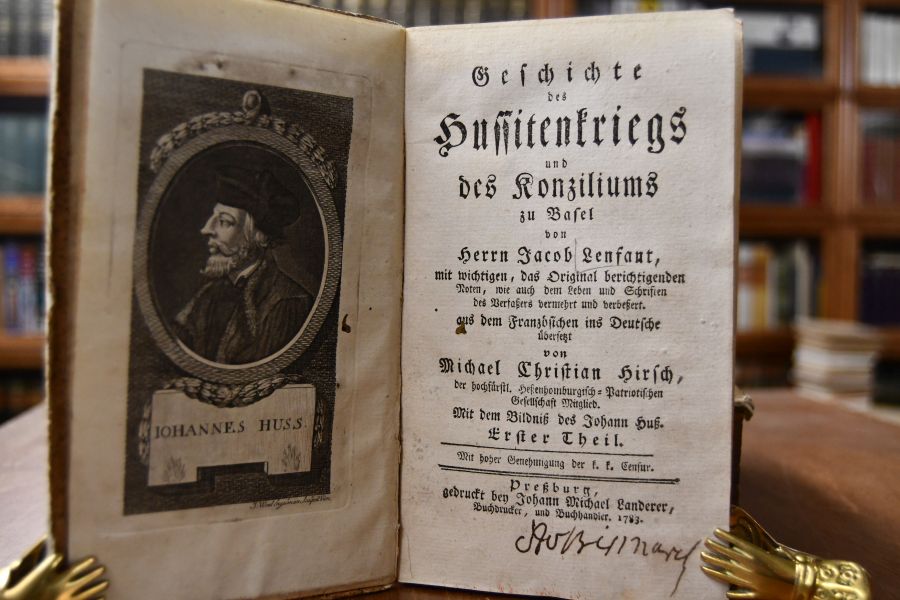 IOHANNES HUSS.
Geschichte
des
Hussitenkriegs
und
des Konziliums
zu Basel
von
Herrn Jacob Lenfant,
mit wichtigen, das Original berichtigenden
Noten, wie auch dem Leben und Schriften
des Verfaßers vermehrt und verbeßert.
aus dem Französichen ins Deutsche
übersetzt
von
Michael Christian Hirsch,
der hochfürstl. Heßenhomburgisch-Patriotischen
Gesellschaft Mitglied.
Mit dem Bildniß des Johann Huß.
Erster Theil.
Mit hoher Genehmigung der k. k. Censur.
Preßburg,
gedruckt bey Johann Michael Landerer,
Buchdrucker, und Buchhändler. 1783.